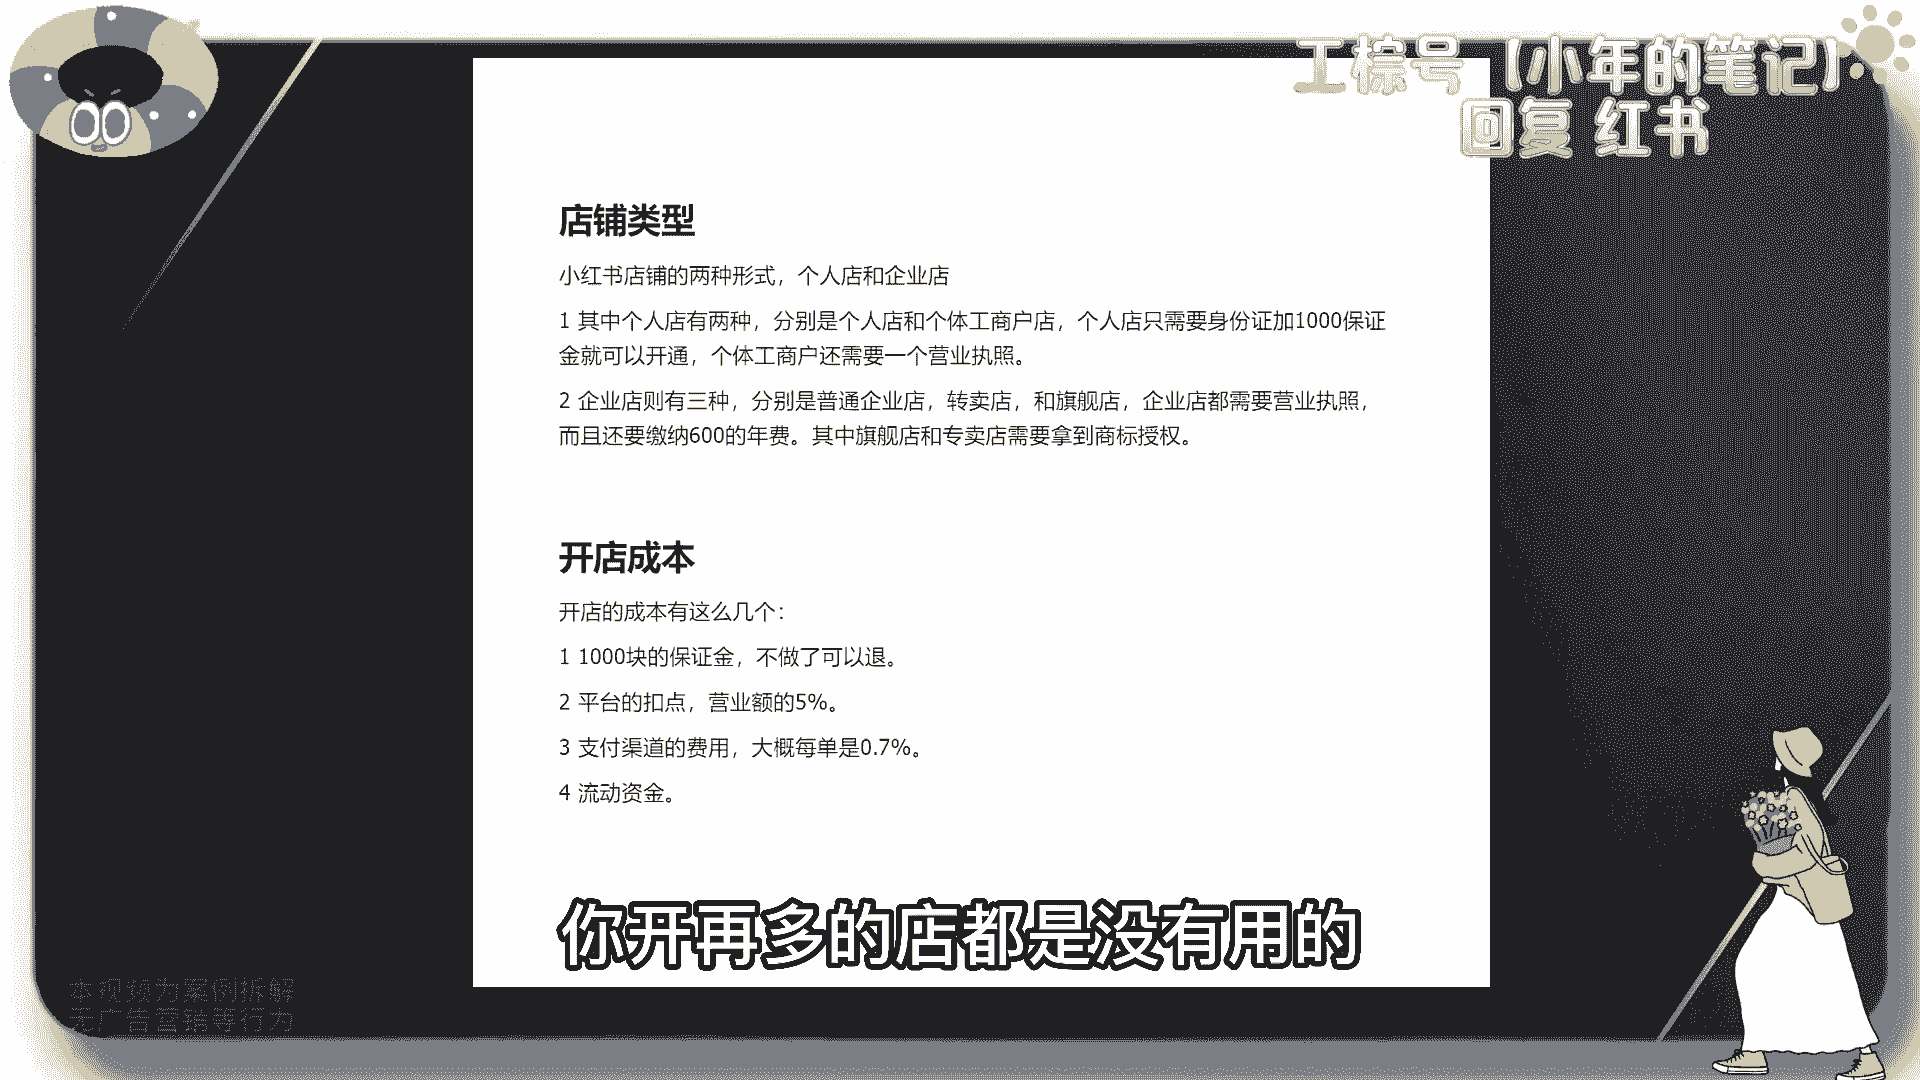 工棕号【小年的笔记】
回复 红书
店铺类型
小红书店铺的两种形式，个人店和企业店
1 其中个人店有两种，分别是个人店和个体工商户店，个人店只需要身份证加1000保证
金就可以开通，个体工商户还需要一个营业执照。
2 企业店则有三种，分别是普通企业店，转卖店，和旗舰店，企业店都需要营业执照，
而且还要缴纳600的年费。其中旗舰店和专卖店需要拿到商标授权。
开店成本
开店的成本有这么几个：
1 1000块的保证金，不做了可以退。
2 平台的扣点，营业额的5%。
3 支付渠道的费用，大概每单是0.7%。
4 流动资金。
你开再多的店都是没有用的
本视频为案例拆解
无广告营销等行为